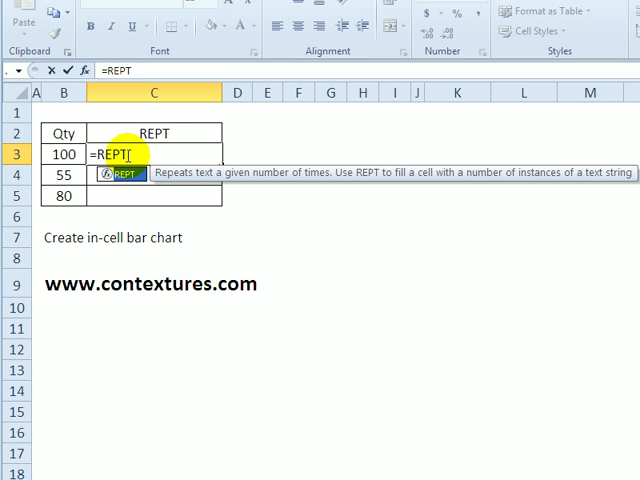 Paste
B I U
$ % ,
Format as Table
Cell Styles
Clipboard Font Alignment Number Styles
=REPT
A B C D E F G H I J K L M
1
2 Qty REPT
3 100 =REPT
4 55 REPT Repeats text a given number of times. Use REPT to fill a cell with a number of instances of a text string
5 80
6
7 Create in-cell bar chart
8
9 www.contextures.com
10
11
12
13
14
15
16
17
18